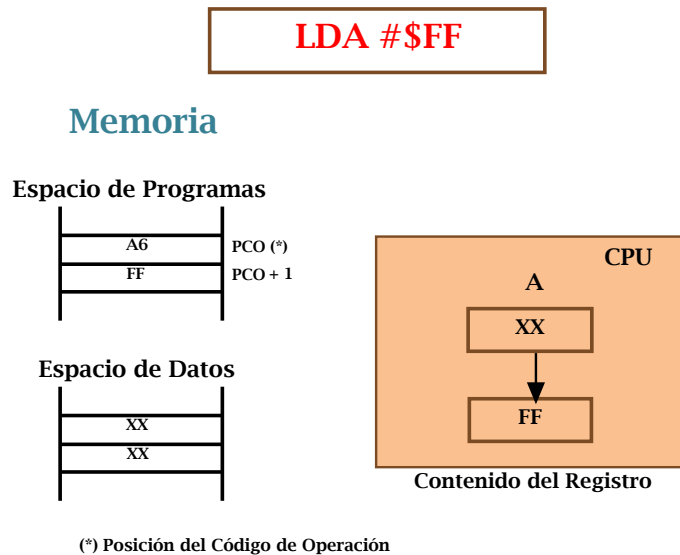 LDA #$FF
Memoria
Espacio de Programas
A6 PCO (*)
FF PCO + 1
Espacio de Datos
XX
XX
CPU
A
XX
FF
Contenido del Registro
(*) Posición del Código de Operación